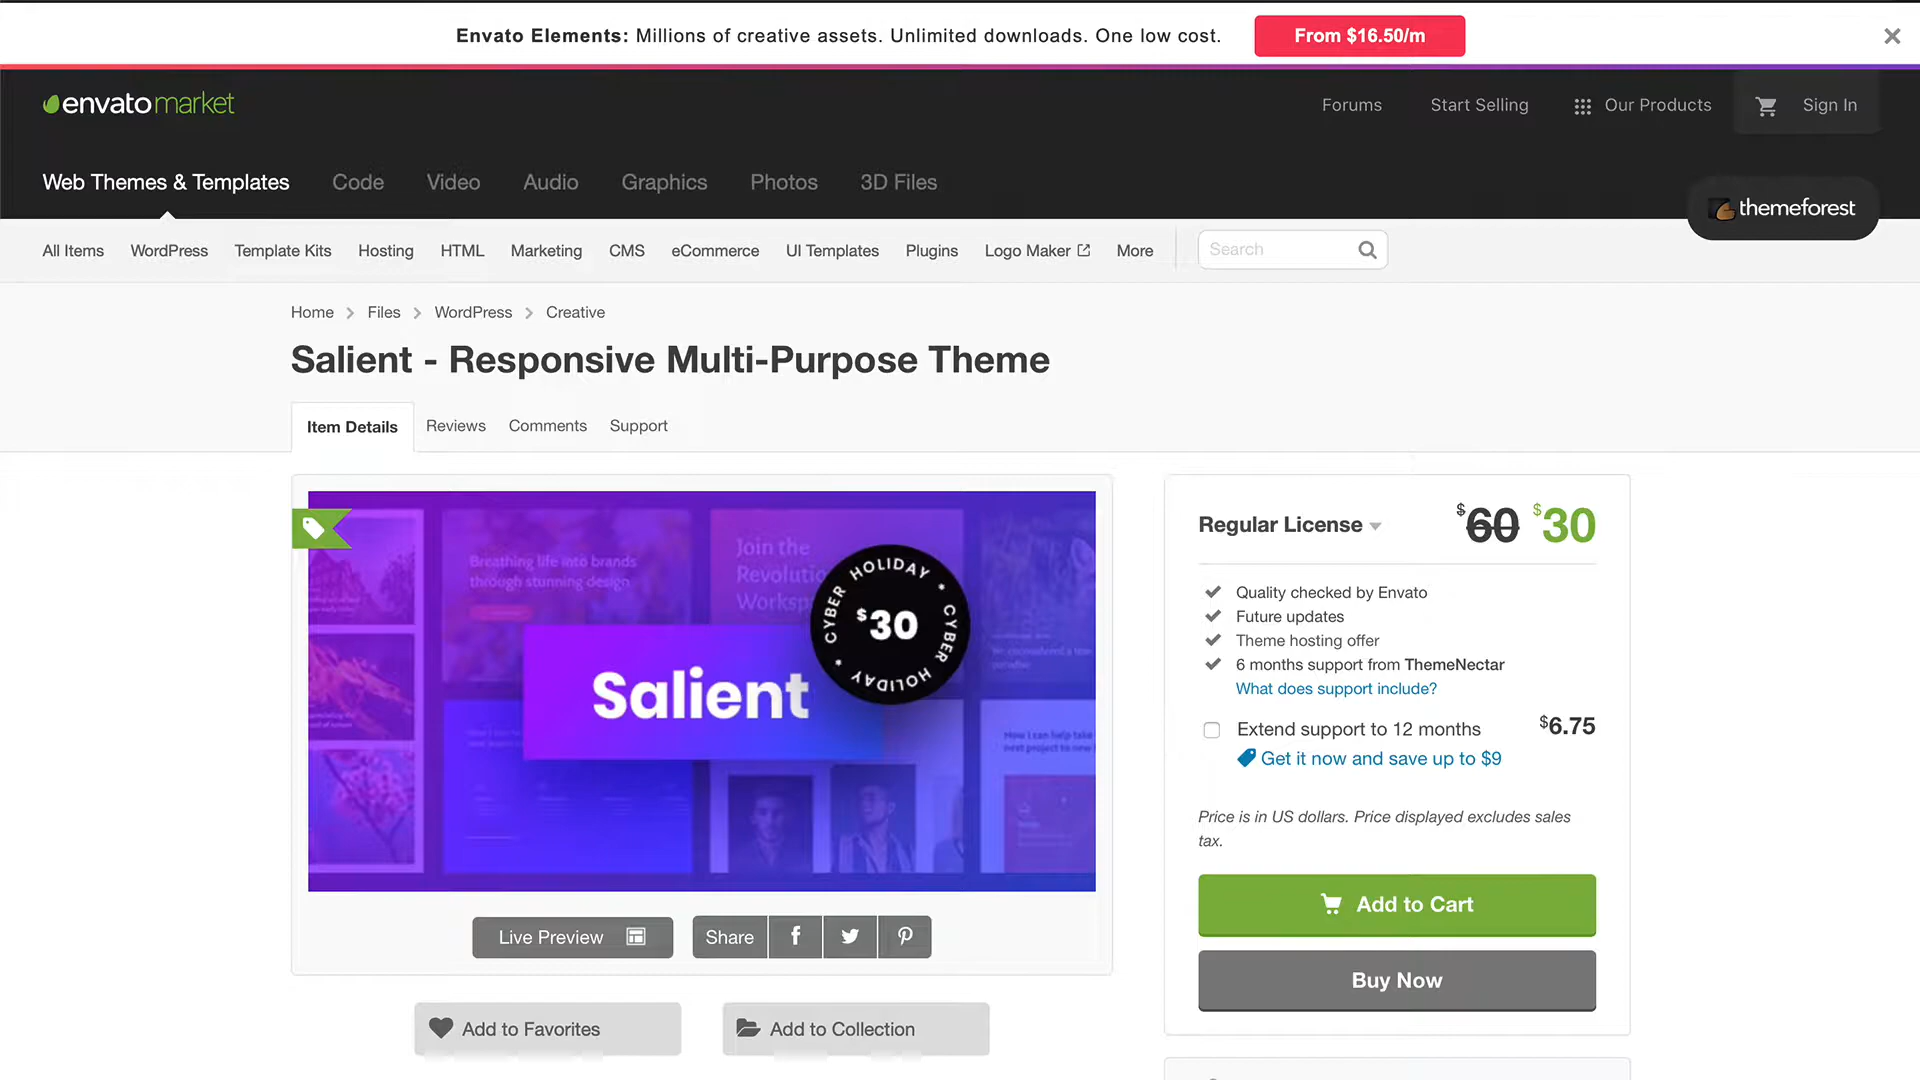 Envato Elements: Millions of creative assets. Unlimited downloads. One low cost.
From $16.50/m
envatomarket
Forums
Start Selling
Our Products
Sign In
Web Themes & Templates
Code
Video
Audio
Graphics
Photos
3D Files
themeforest
All Items
WordPress
Template Kits
Hosting
HTML
Marketing
CMS
eCommerce
UI Templates
Plugins
Logo Maker
More
Search
Home
Files
WordPress
Creative
Salient - Responsive Multi-Purpose Theme
Item Details
Reviews
Comments
Support
Breathing life into brands
through stunning design
Join the
CYBER HOLIDAY * CYBER HOLIDAY *
$30
Salient
How I can help take
Live Preview
Share
Add to Favorites
Add to Collection
Regular License
$60
$30
Quality checked by Envato
Future updates
Theme hosting offer
6 months support from ThemeNectar
What does support include?
Extend support to 12 months
$6.75
Get it now and save up to $9
Price is in US dollars. Price displayed excludes sales
tax.
Add to Cart
Buy Now